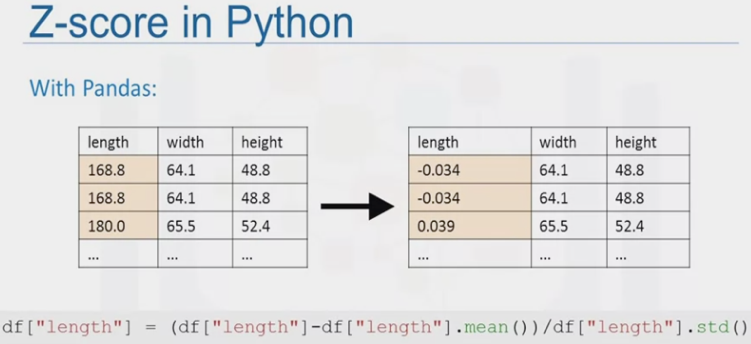 Z-score in Python
With Pandas:
length width height
168.8 64.1 48.8
168.8 64.1 48.8
180.0 65.5 52.4
... ... ...
length width height
-0.034 64.1 48.8
-0.034 64.1 48.8
0.039 65.5 52.4
... ... ...
df["length"] = (df["length"]-df["length"].mean())/df["length"].std()